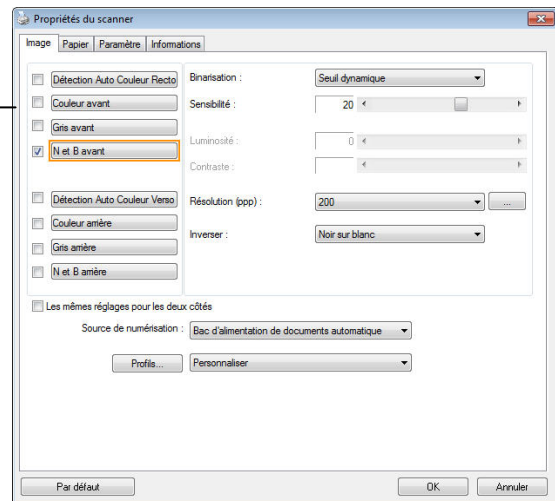 Propriétés du scanner
Image Papier Paramètre Informations
Détection Auto Couleur Recto
Couleur avant
Gris avant
N et B avant
Détection Auto Couleur Verso
Couleur arrière
Gris arrière
N et B arrière
Binarisation : Seuil dynamique
Sensibilité : 20
Luminosité : 0
Contraste :
Résolution (ppp) : 200 ...
Inverser : Noir sur blanc
Les mêmes réglages pour les deux côtés
Source de numérisation : Bac d'alimentation de documents automatique
Profils... Personnaliser
Par défaut OK Annuler